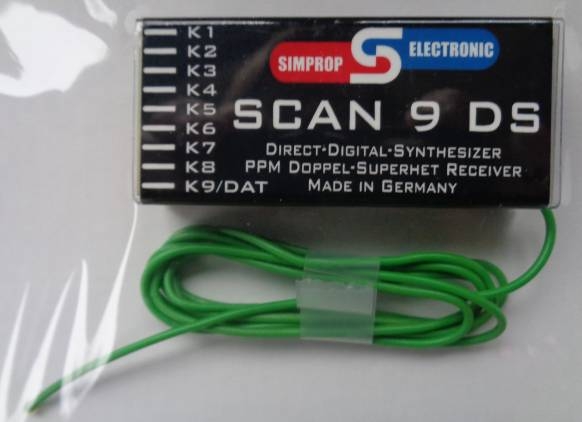 K1
K2
K3
K4
K5
K6
K7
K8
K9/DAT
SIMPROP S ELECTRONIC
SCAN 9 DS
DIRECT-DIGITAL-SYNTHESIZER
PPM DOPPEL-SUPERHET RECEIVER
MADE IN GERMANY